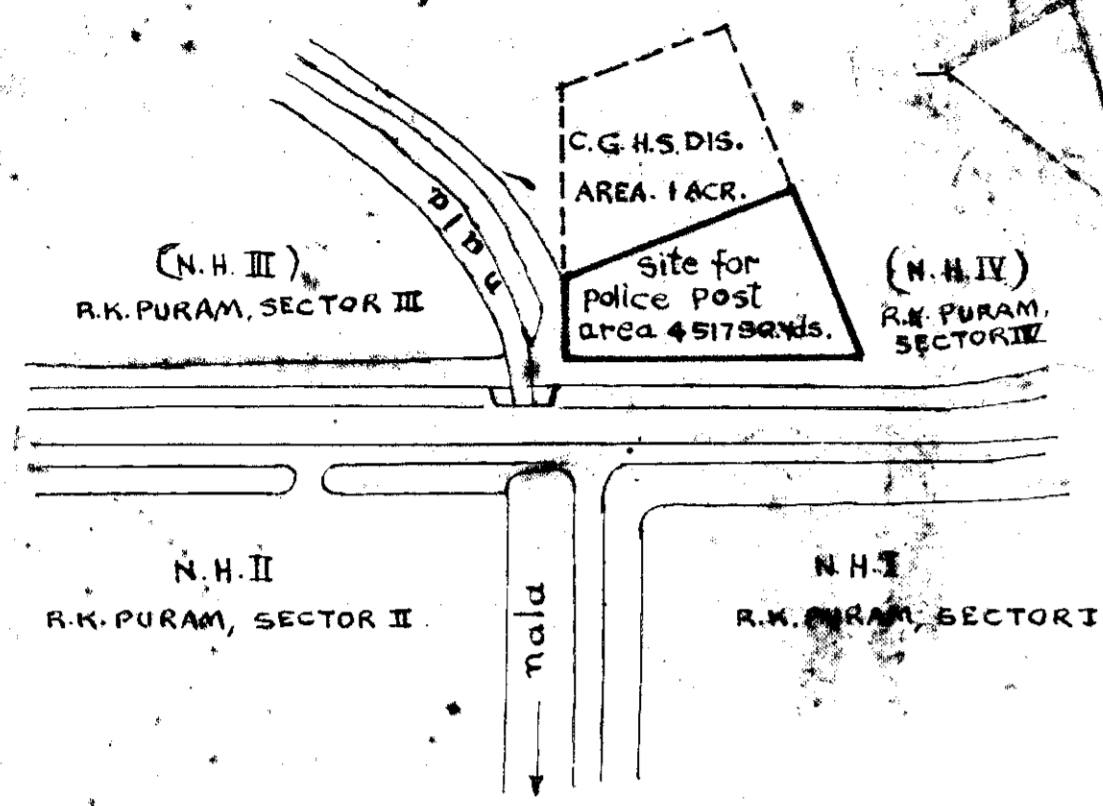 C.G.H.S. DIS.
AREA. 1 ACR.
nala
(N.H. III)
R.K. PURAM, SECTOR III
site for
police post
area 4517 SQ.Yds.
(N.H. IV)
R.K. PURAM,
SECTOR IV
N.H. II
R.K. PURAM, SECTOR II
nala
N.H. I
R.K. PURAM, SECTOR I